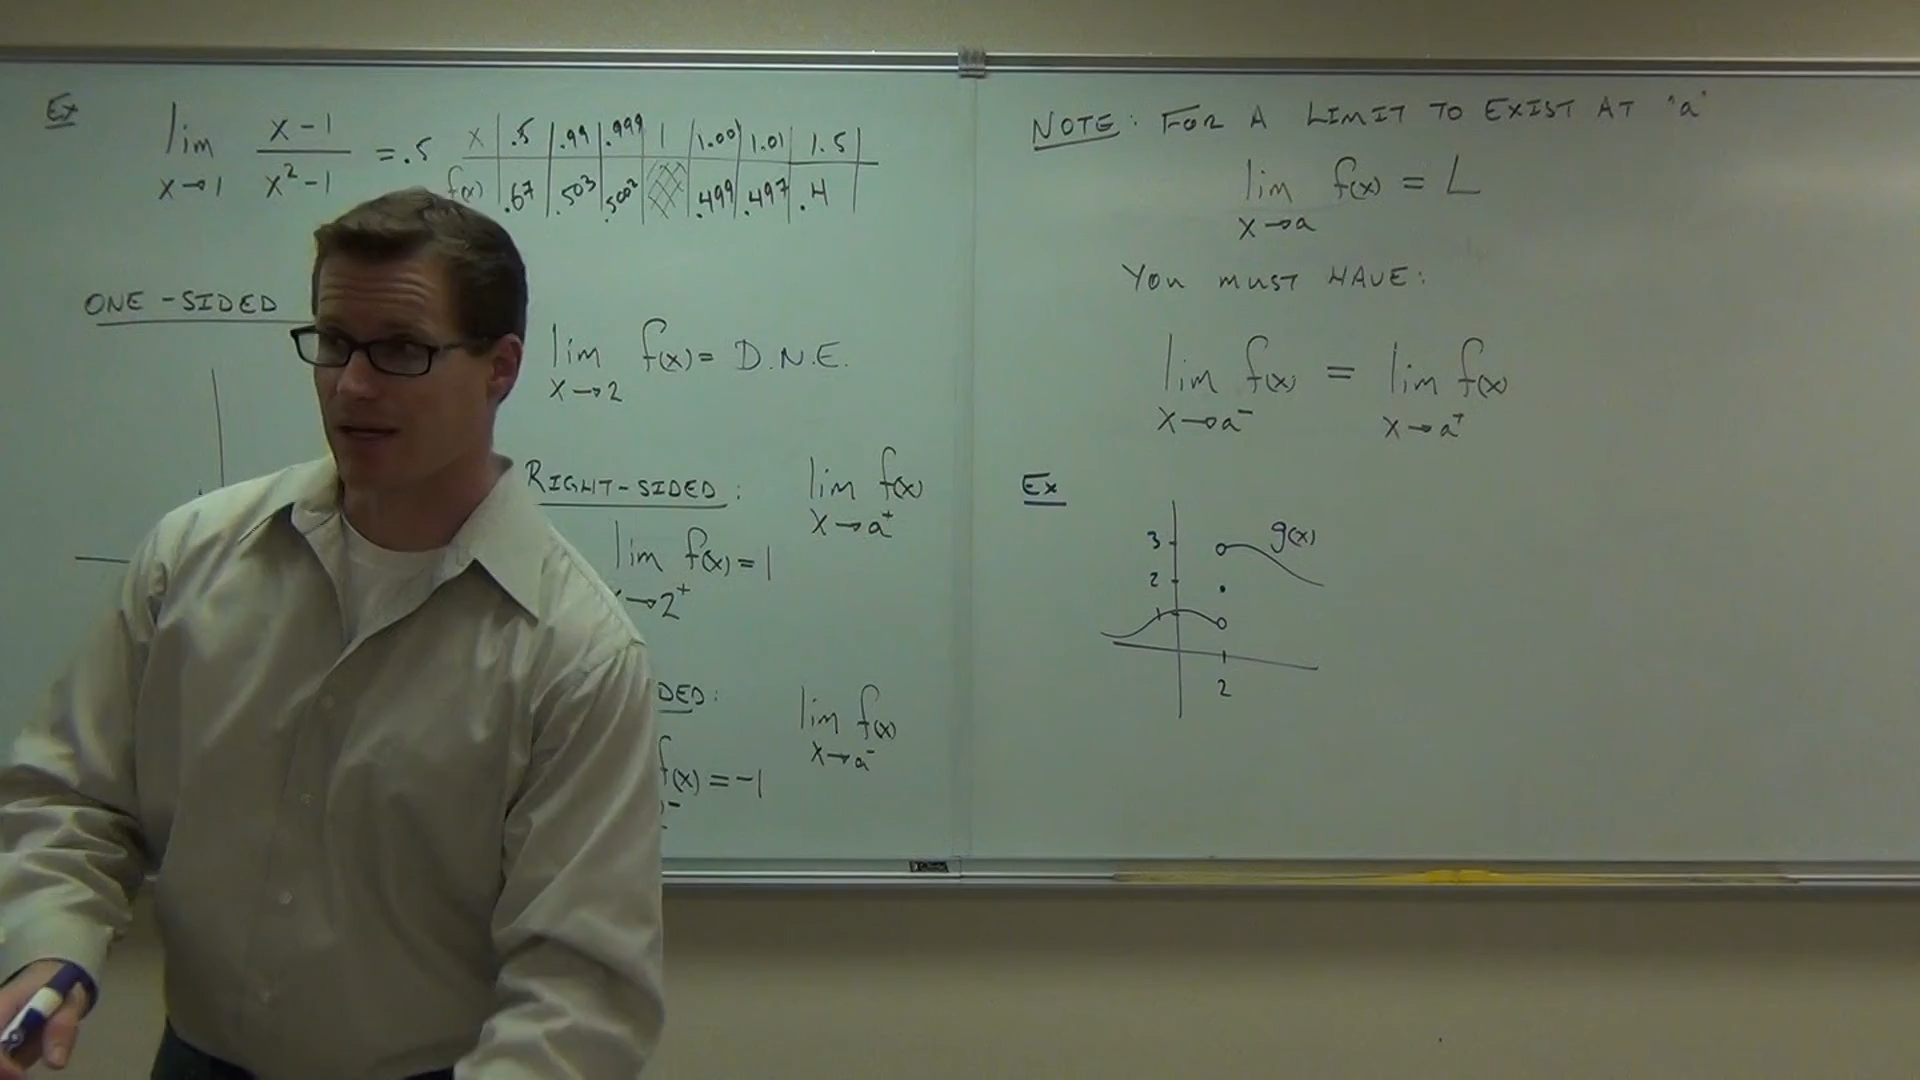 Ex
lim x→1 x-1 / x²-1 = .5
x | .5 | .99 | .999 | 1 | 1.001 | 1.01 | 1.5
f(x) | .67 | .503 | .5002 | | .499 | .497 | .4
ONE-SIDED
lim x→2 f(x) = D.N.E.
RIGHT-SIDED: lim x→a⁺ f(x)
lim x→2⁺ f(x) = 1
DED: lim x→a⁻ f(x)
f(x) = -1
NOTE: FOR A LIMIT TO EXIST AT "a"
lim x→a f(x) = L
YOU MUST HAVE:
lim x→a⁻ f(x) = lim x→a⁺ f(x)
Ex
g(x)
3
2
1
2